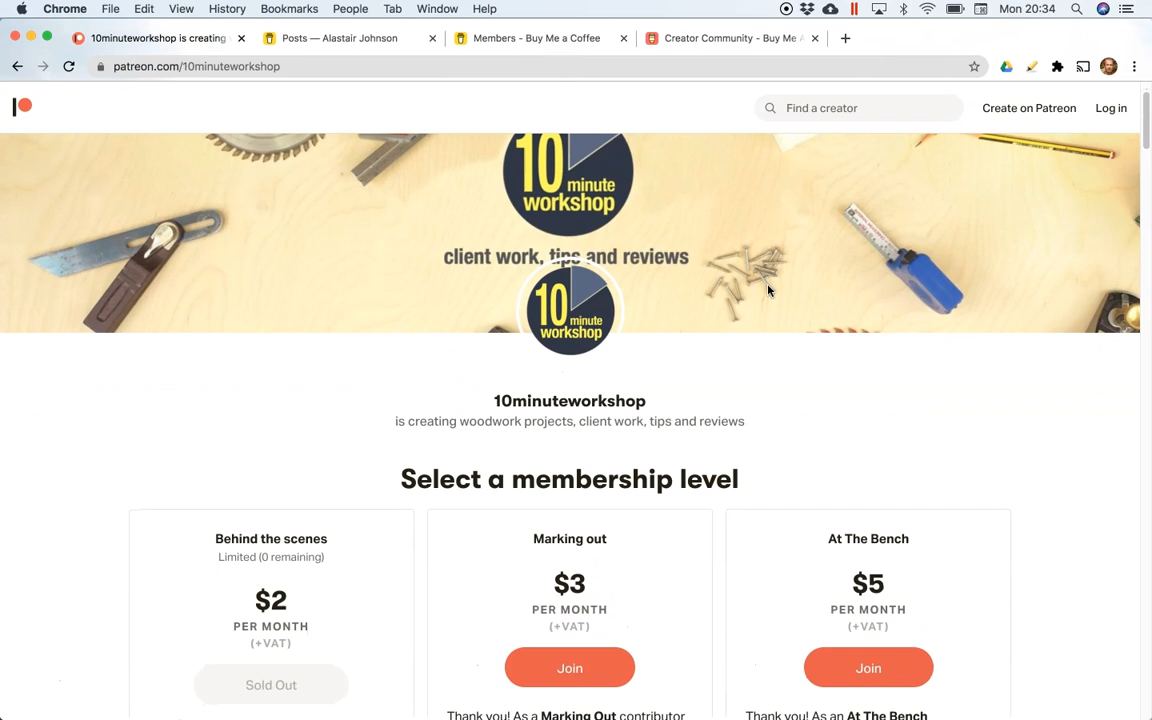 Chrome File Edit View History Bookmarks People Tab Window Help Mon 20:34
10minuteworkshop is creating Posts — Alastair Johnson Members - Buy Me a Coffee Creator Community - Buy Me A
patreon.com/10minuteworkshop
Find a creator Create on Patreon Log in
10
minute
workshop
client work, tips and reviews
10
minute
workshop
10minuteworkshop
is creating woodwork projects, client work, tips and reviews
Select a membership level
Behind the scenes
Limited (0 remaining)
$2
PER MONTH
(+VAT)
Sold Out
Marking out
$3
PER MONTH
(+VAT)
Join
Thank you! As a Marking Out contributor
At The Bench
$5
PER MONTH
(+VAT)
Join
Thank you! As an At The Bench